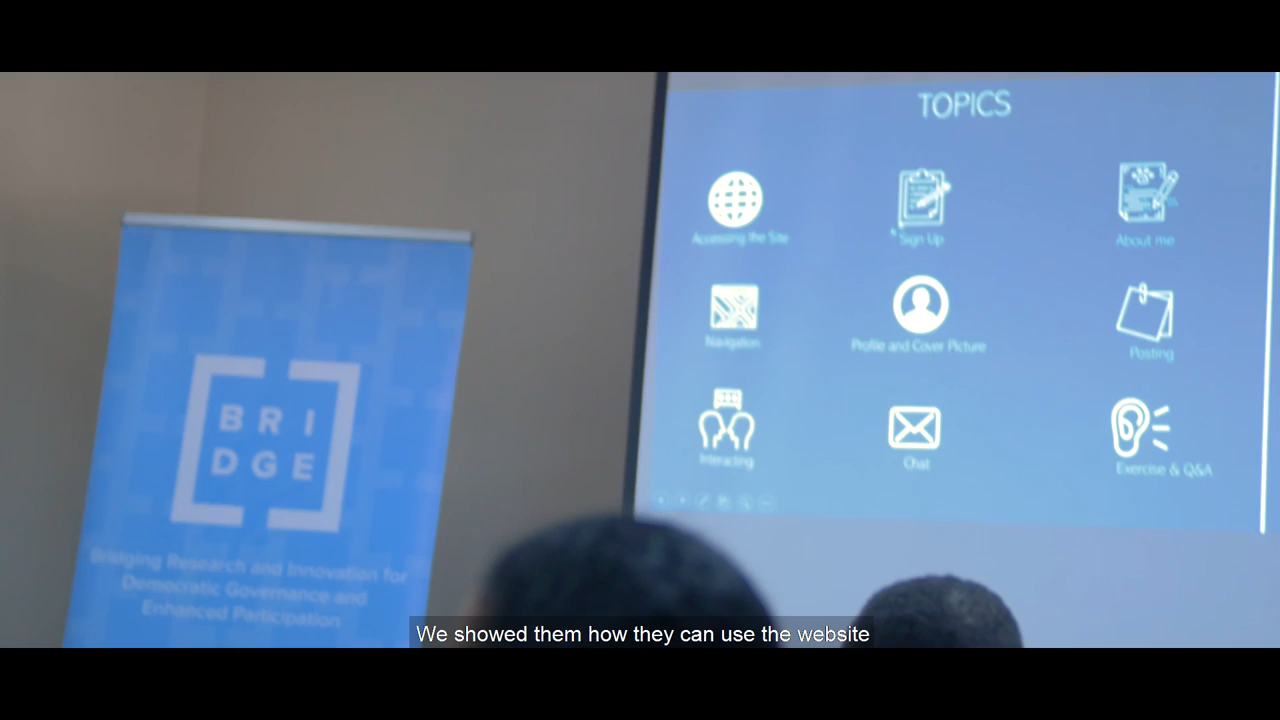 TOPICS
Accessing the Site
Sign Up
About me
Navigation
Profile and Cover Picture
Posting
Interacting
Chat
Exercise & Q&A
BRI
DGE
Bridging Research and Innovation for
Democratic Governance and
Enhanced Participation
We showed them how they can use the website